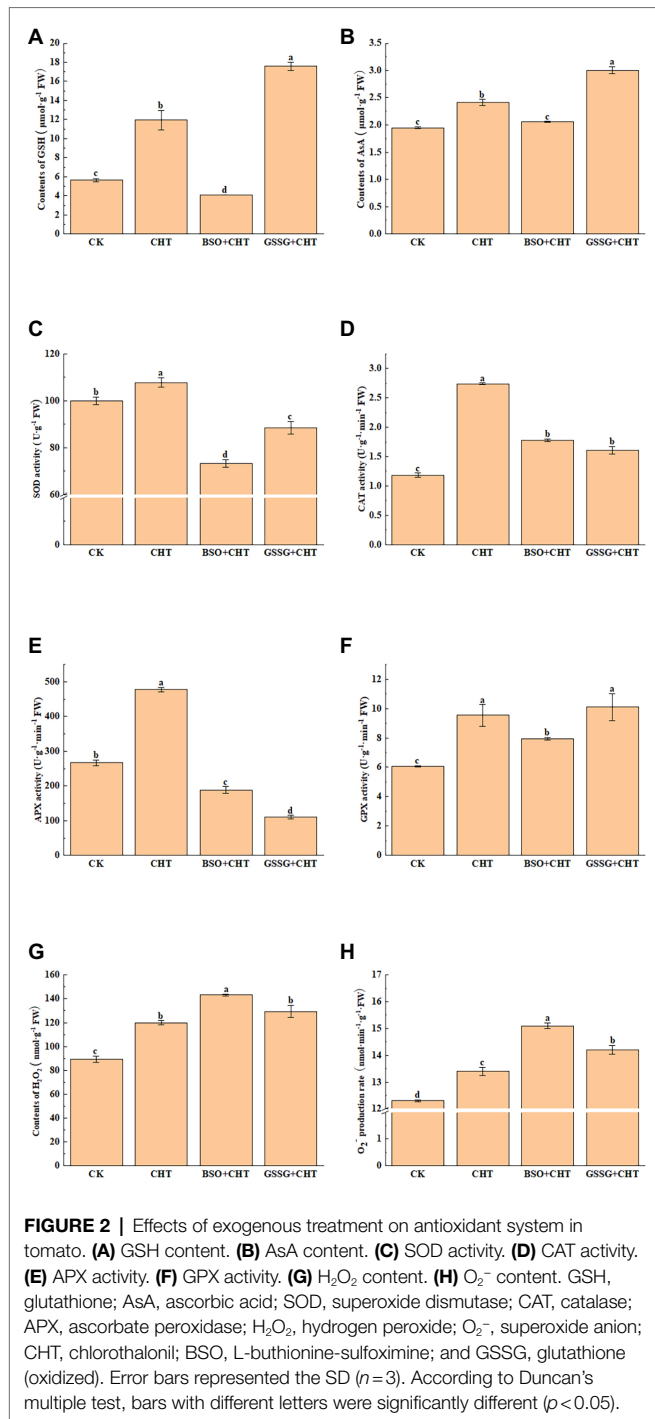 A
Contents of GSH ( μmol·g⁻¹ FW)
20
18
16
14
12
10
8
6
4
2
0
c
b
d
a
CK CHT BSO+CHT GSSG+CHT
B
Contents of AsA ( μmol·g⁻¹ FW)
3.5
3.0
2.5
2.0
1.5
1.0
0.5
0.0
c
b
c
a
CK CHT BSO+CHT GSSG+CHT
C
SOD activity ( U·g⁻¹ FW)
120
100
80
60
0
b
a
d
c
CK CHT BSO+CHT GSSG+CHT
D
CAT activity (U·g⁻¹·min⁻¹ FW)
3.0
2.5
2.0
1.5
1.0
0.5
0.0
c
a
b
b
CK CHT BSO+CHT GSSG+CHT
E
APX activity (U·g⁻¹·min⁻¹ FW)
500
400
300
200
100
0
b
a
c
d
CK CHT BSO+CHT GSSG+CHT
F
GPX activity (U·g⁻¹·min⁻¹ FW)
12
10
8
6
4
2
0
c
a
b
a
CK CHT BSO+CHT GSSG+CHT
G
Contents of H₂O₂ ( nmol·g⁻¹ FW)
160
140
120
100
80
60
40
20
0
c
b
a
b
CK CHT BSO+CHT GSSG+CHT
H
O₂⁻ production rate (nmol·min⁻¹·g⁻¹·FW)
17
16
15
14
13
12
1
0
d
c
a
b
CK CHT BSO+CHT GSSG+CHT
FIGURE 2 | Effects of exogenous treatment on antioxidant system in
tomato. (A) GSH content. (B) AsA content. (C) SOD activity. (D) CAT activity.
(E) APX activity. (F) GPX activity. (G) H₂O₂ content. (H) O₂⁻ content. GSH,
glutathione; AsA, ascorbic acid; SOD, superoxide dismutase; CAT, catalase;
APX, ascorbate peroxidase; H₂O₂, hydrogen peroxide; O₂⁻, superoxide anion;
CHT, chlorothalonil; BSO, L-buthionine-sulfoximine; and GSSG, glutathione
(oxidized). Error bars represented the SD (n=3). According to Duncan's
multiple test, bars with different letters were significantly different (p<0.05).